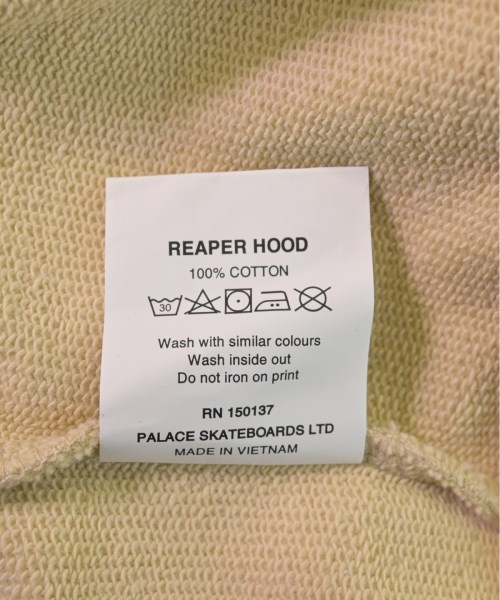 REAPER HOOD
100% COTTON
30
Wash with similar colours
Wash inside out
Do not iron on print
RN 150137
PALACE SKATEBOARDS LTD
MADE IN VIETNAM